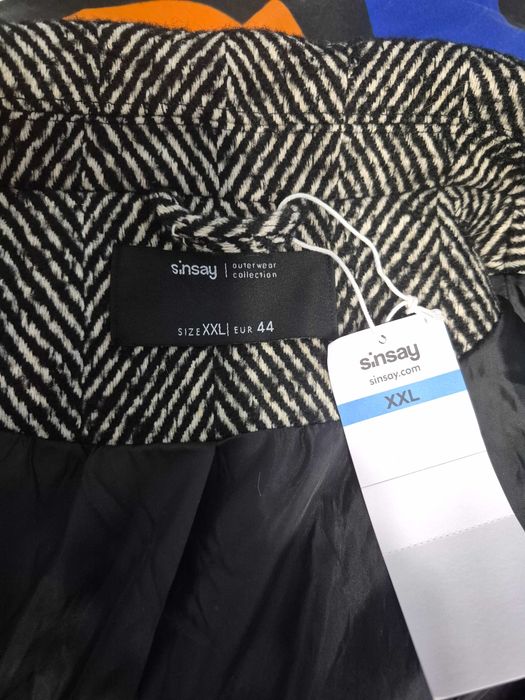 sinsay | outerwear
collection
SIZE XXL | EUR 44
sinsay
sinsay.com
XXL